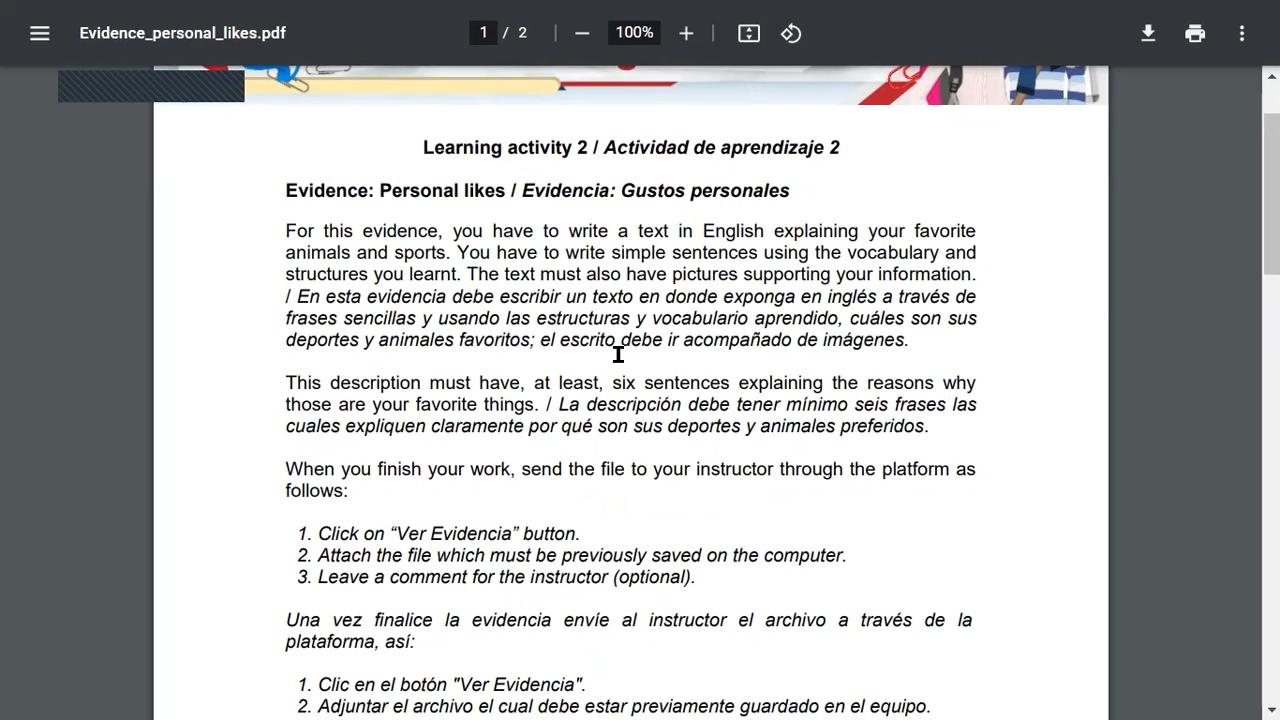 Evidence_personal_likes.pdf
1 / 2
100%
Learning activity 2 / Actividad de aprendizaje 2
Evidence: Personal likes / Evidencia: Gustos personales
For this evidence, you have to write a text in English explaining your favorite
animals and sports. You have to write simple sentences using the vocabulary and
structures you learnt. The text must also have pictures supporting your information.
/ En esta evidencia debe escribir un texto en donde exponga en inglés a través de
frases sencillas y usando las estructuras y vocabulario aprendido, cuáles son sus
deportes y animales favoritos; el escrito debe ir acompañado de imágenes.
This description must have, at least, six sentences explaining the reasons why
those are your favorite things. / La descripción debe tener mínimo seis frases las
cuales expliquen claramente por qué son sus deportes y animales preferidos.
When you finish your work, send the file to your instructor through the platform as
follows:
1. Click on “Ver Evidencia” button.
2. Attach the file which must be previously saved on the computer.
3. Leave a comment for the instructor (optional).
Una vez finalice la evidencia envíe al instructor el archivo a través de la
plataforma, así:
1. Clic en el botón "Ver Evidencia".
2. Adjuntar el archivo el cual debe estar previamente guardado en el equipo.